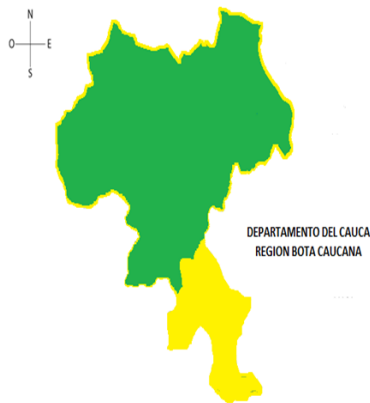 N
O E
S
DEPARTAMENTO DEL CAUCA
REGION BOTA CAUCANA